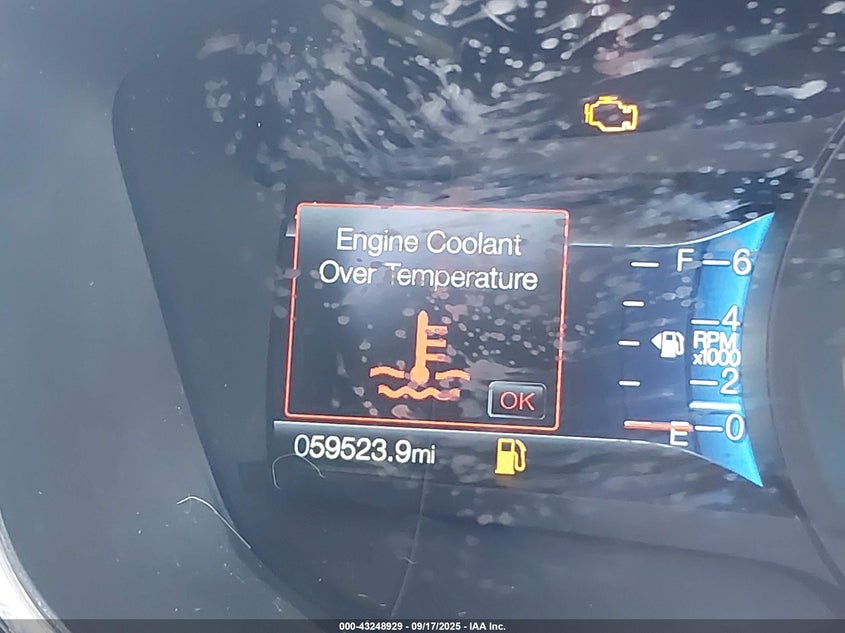 Engine Coolant
Over Temperature
OK
059523.9mi
F
E
6
4
RPM
x1000
2
0
000-43248929 - 09/17/2025 - IAA Inc.